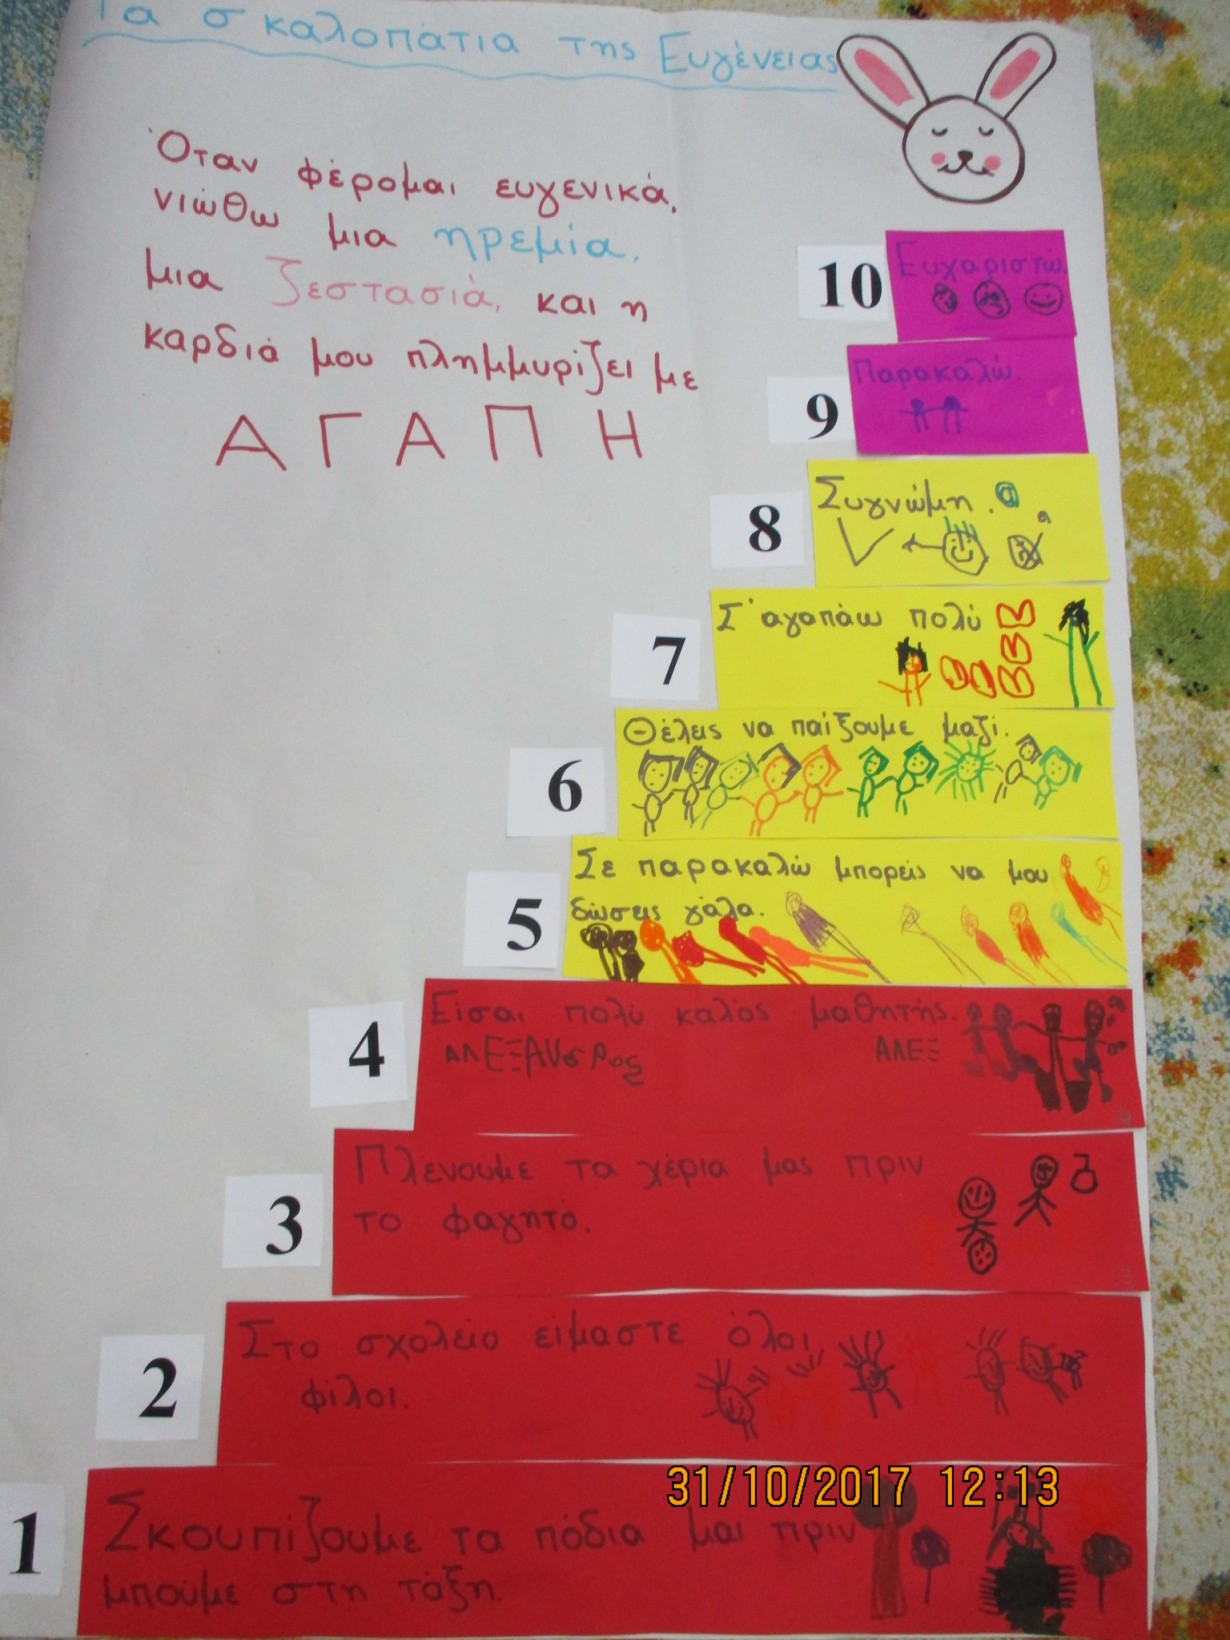 Τα σκαλοπάτια της Ευγένειας
Όταν φέρομαι ευγενικά,
νιώθω μια ηρεμία,
μια ζεστασιά, και η
καρδιά μου πλημμυρίζει με
ΑΓΑΠΗ
10 Ευχαριστώ.
9 Παρακαλώ.
8 Συγνώμη.
7 Σ'αγαπάω πολύ
6 Θέλεις να παίξουμε μαζί.
5 Σε παρακαλώ μπορείς να μου
δώσεις γάλα.
4 Είσαι πολύ καλός μαθητής.
ΑΛΕΞ
3 Πλένουμε τα χέρια μας πριν
το φαγητό.
2 Στο σχολείο είμαστε όλοι
φίλοι.
31/10/2017 12:13
1 Σκουπίζουμε τα πόδια μαι πριν
μπούμε στη τάξη.